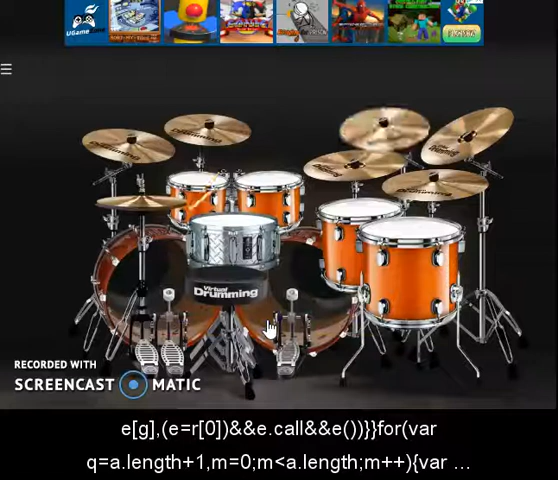 UGame
Virtual
Drumming
RECORDED WITH
SCREENCAST MATIC
e[g],(e=r[0])&&e.call&&e())}}for(var
q=a.length+1,m=0;m<a.length;m++){var ...